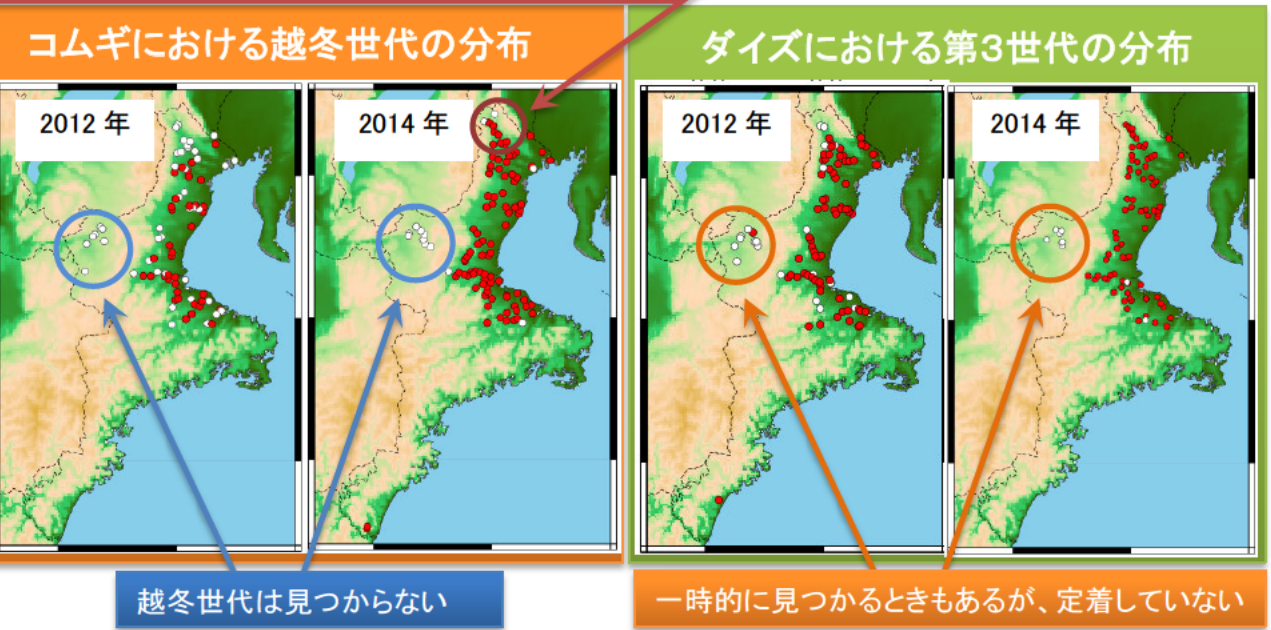 コムギにおける越冬世代の分布
ダイズにおける第3世代の分布
2012 年
2014 年
2012 年
2014 年
越冬世代は見つからない
一時的に見つかるときもあるが、定着していない